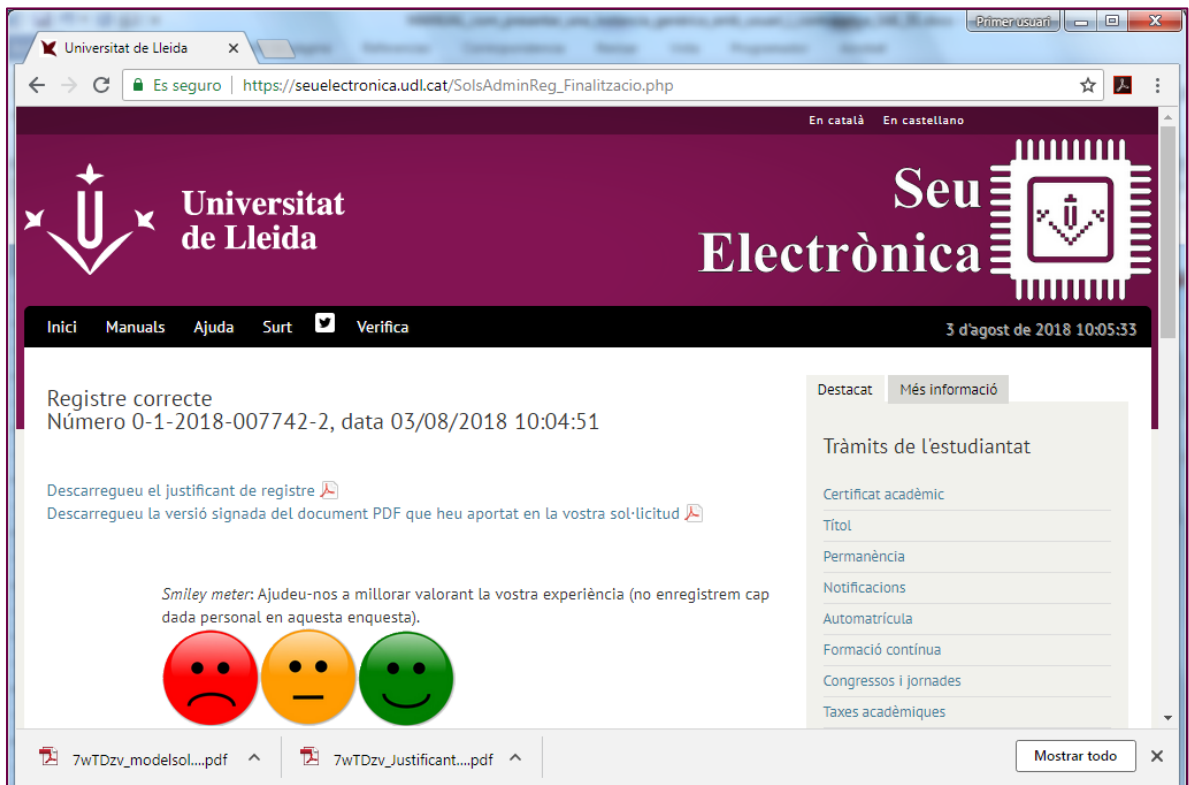 Primer usuari
Universitat de Lleida
Es seguro | https://seuelectronica.udl.cat/SolsAdminReg_Finalitzacio.php
En català En castellano
Universitat
de Lleida
Seu
Electrònica
Inici Manuals Ajuda Surt Verifica
3 d'agost de 2018 10:05:33
Registre correcte
Número 0-1-2018-007742-2, data 03/08/2018 10:04:51
Descarregueu el justificant de registre
Descarregueu la versió signada del document PDF que heu aportat en la vostra sol·licitud
Smiley meter: Ajudeu-nos a millorar valorant la vostra experiència (no enregistrem cap
dada personal en aquesta enquesta).
Destacat Més informació
Tràmits de l'estudiantat
Certificat acadèmic
Títol
Permanència
Notificacions
Automatrícula
Formació contínua
Congressos i jornades
Taxes acadèmiques
7wTDzv_modelsol....pdf
7wTDzv_Justificant....pdf
Mostrar todo